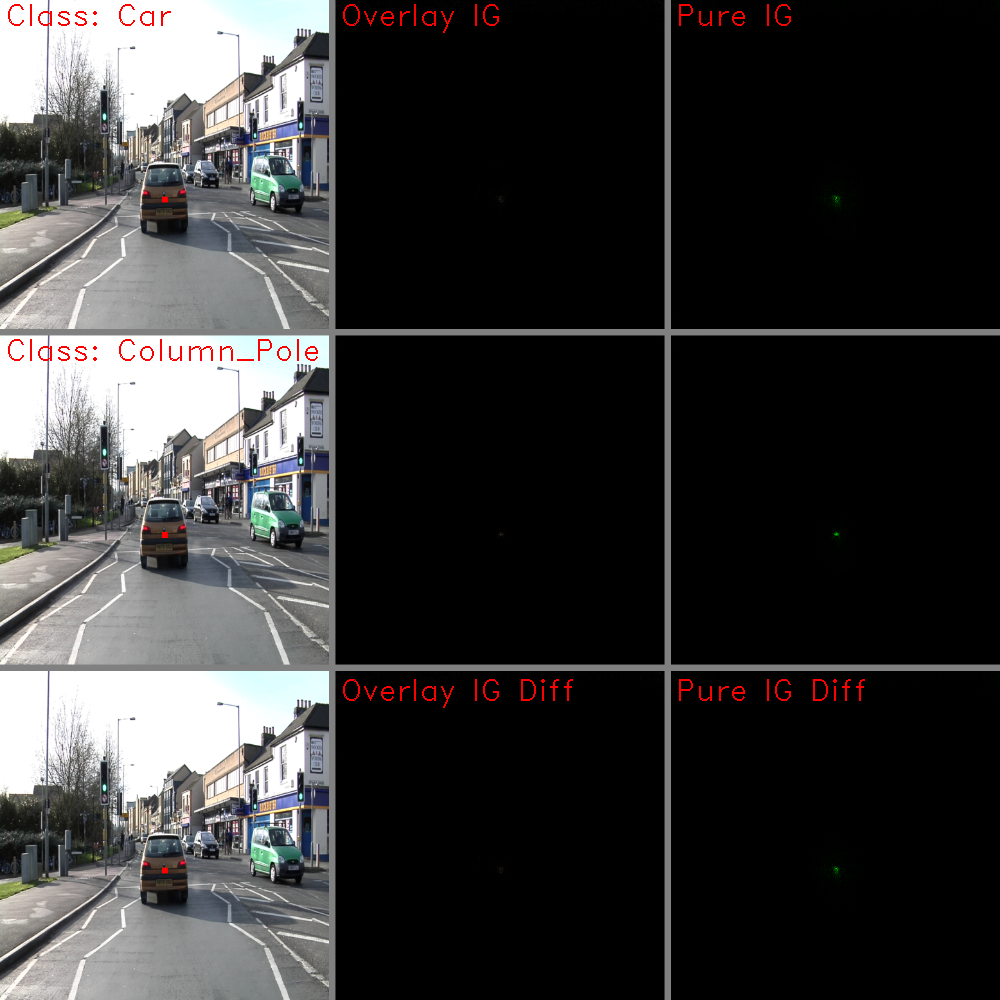 Class: Car
Overlay IG
Pure IG
Class: Column_Pole
Overlay IG Diff
Pure IG Diff